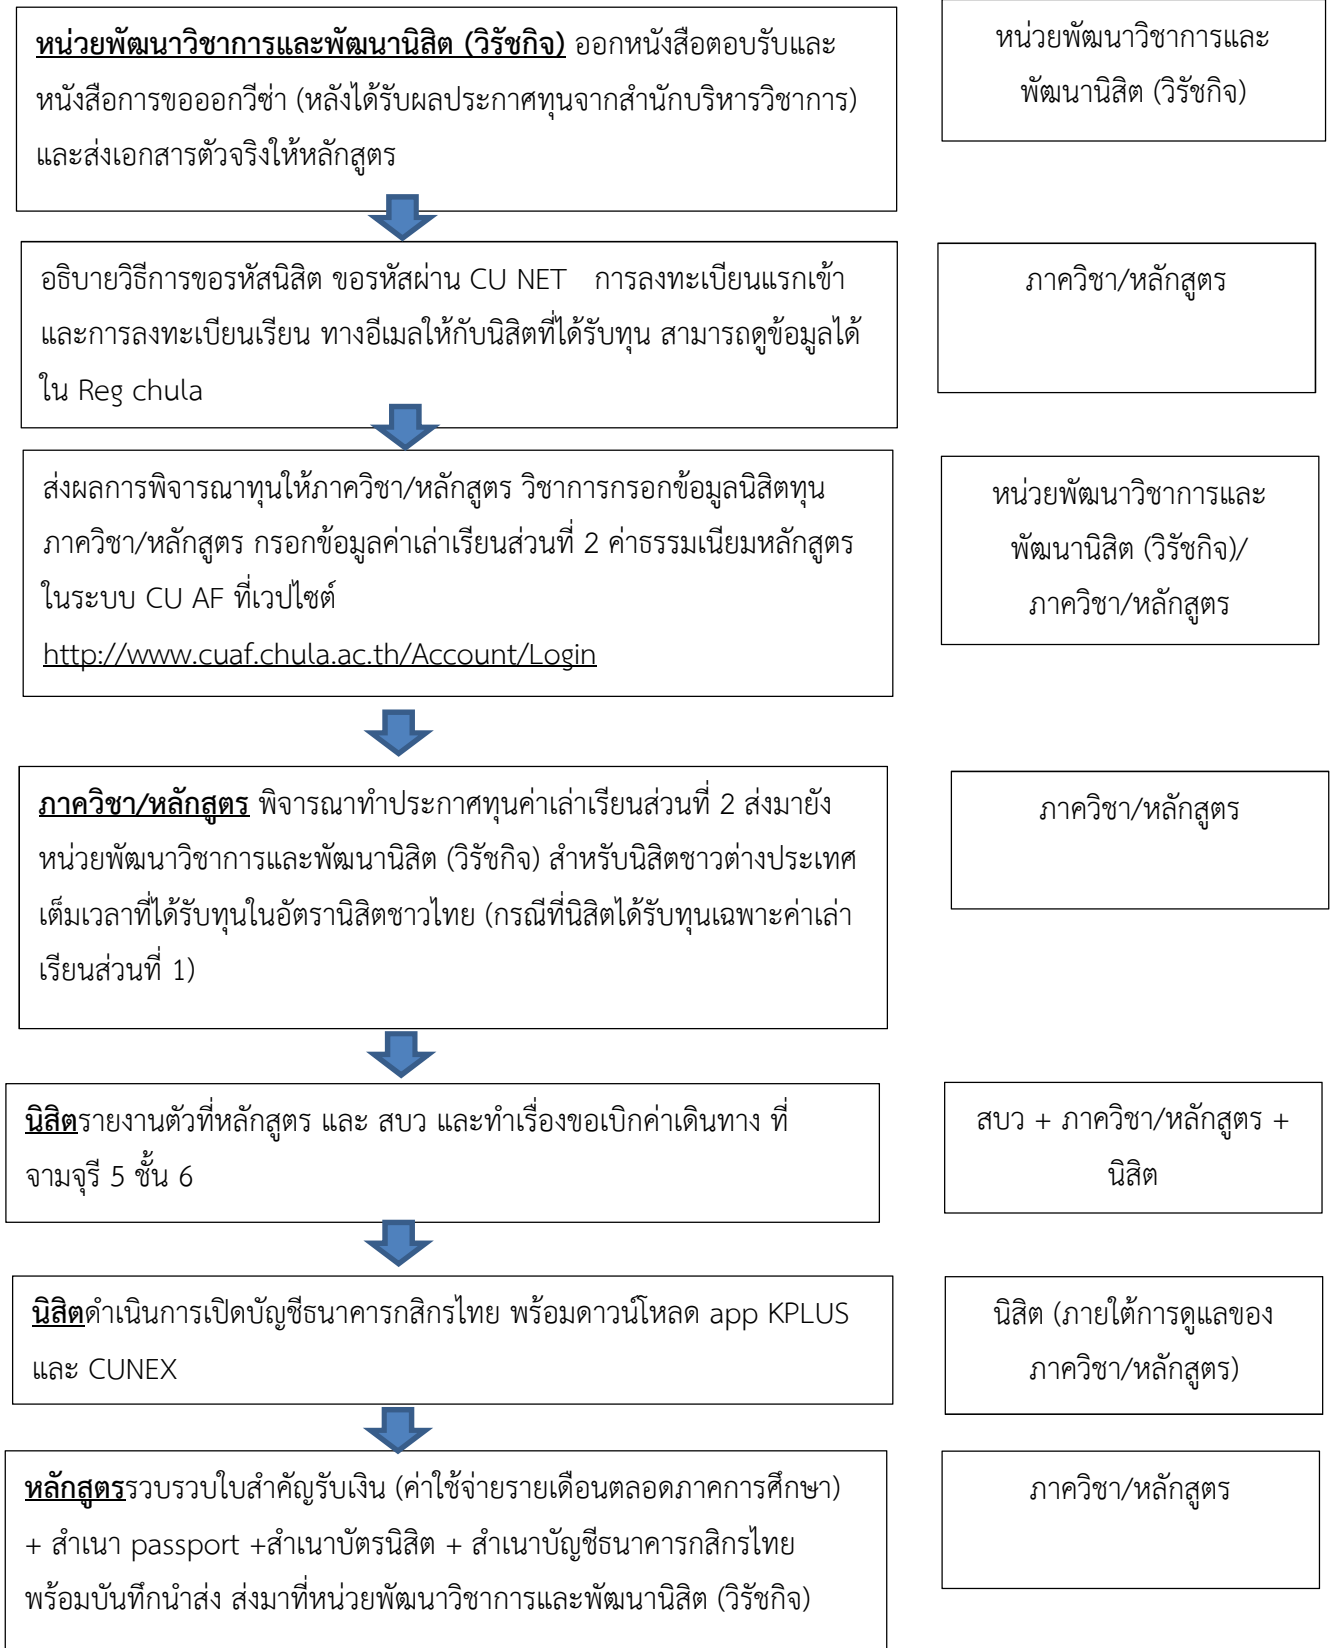 หน่วยพัฒนาวิชาการและพัฒนานิสิต (วิรัชกิจ) ออกหนังสือตอบรับและ
หนังสือการขอออกวีซ่า (หลังได้รับผลประกาศทุนจากสำนักบริหารวิชาการ)
และส่งเอกสารตัวจริงให้หลักสูตร
หน่วยพัฒนาวิชาการและ
พัฒนานิสิต (วิรัชกิจ)
อธิบายวิธีการขอรหัสนิสิต ขอรหัสผ่าน CU NET การลงทะเบียนแรกเข้า
และการลงทะเบียนเรียน ทางอีเมลให้กับนิสิตที่ได้รับทุน สามารถดูข้อมูลได้
ใน Reg chula
ภาควิชา/หลักสูตร
ส่งผลการพิจารณาทุนให้ภาควิชา/หลักสูตร วิชาการกรอกข้อมูลนิสิตทุน
ภาควิชา/หลักสูตร กรอกข้อมูลค่าเล่าเรียนส่วนที่ 2 ค่าธรรมเนียมหลักสูตร
ในระบบ CU AF ที่เวปไซต์
http://www.cuaf.chula.ac.th/Account/Login
หน่วยพัฒนาวิชาการและ
พัฒนานิสิต (วิรัชกิจ)/
ภาควิชา/หลักสูตร
ภาควิชา/หลักสูตร พิจารณาทำประกาศทุนค่าเล่าเรียนส่วนที่ 2 ส่งมายัง
หน่วยพัฒนาวิชาการและพัฒนานิสิต (วิรัชกิจ) สำหรับนิสิตชาวต่างประเทศ
เต็มเวลาที่ได้รับทุนในอัตรานิสิตชาวไทย (กรณีที่นิสิตได้รับทุนเฉพาะค่าเล่า
เรียนส่วนที่ 1)
ภาควิชา/หลักสูตร
นิสิตรายงานตัวที่หลักสูตร และ สบว และทำเรื่องขอเบิกค่าเดินทาง ที่
จามจุรี 5 ชั้น 6
สบว + ภาควิชา/หลักสูตร +
นิสิต
นิสิตดำเนินการเปิดบัญชีธนาคารกสิกรไทย พร้อมดาวน์โหลด app KPLUS
และ CUNEX
นิสิต (ภายใต้การดูแลของ
ภาควิชา/หลักสูตร)
หลักสูตรรวบรวบใบสำคัญรับเงิน (ค่าใช้จ่ายรายเดือนตลอดภาคการศึกษา)
+ สำเนา passport +สำเนาบัตรนิสิต + สำเนาบัญชีธนาคารกสิกรไทย
พร้อมบันทึกนำส่ง ส่งมาที่หน่วยพัฒนาวิชาการและพัฒนานิสิต (วิรัชกิจ)
ภาควิชา/หลักสูตร